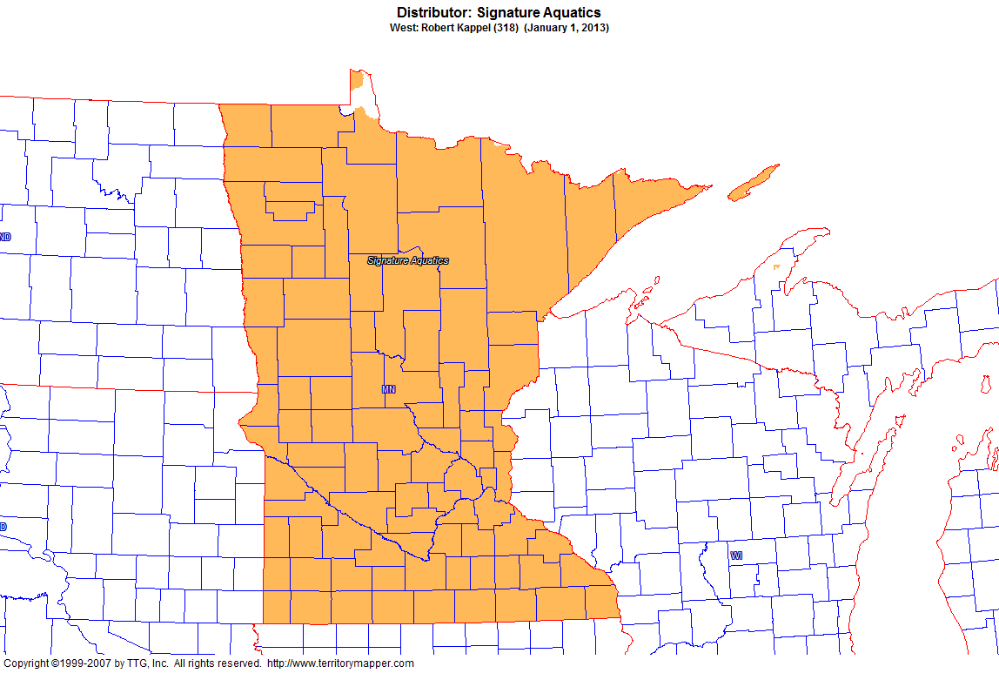 Distributor: Signature Aquatics
West: Robert Kappel (318) (January 1, 2013)
ND
Signature Aquatics
MN
D
WI
Copyright ©1999-2007 by TTG, Inc. All rights reserved. http://www.territorymapper.com